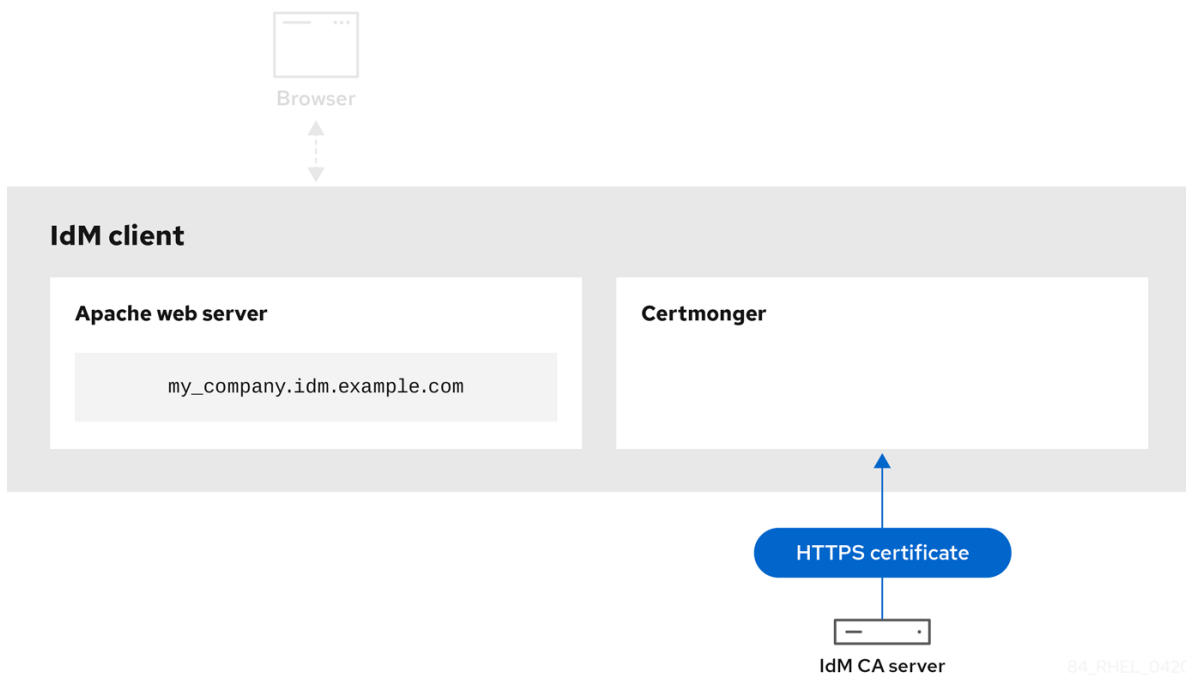 Browser
IdM client
Apache web server
my_company.idm.example.com
Certmonger
HTTPS certificate
IdM CA server
84_RHEL_0420